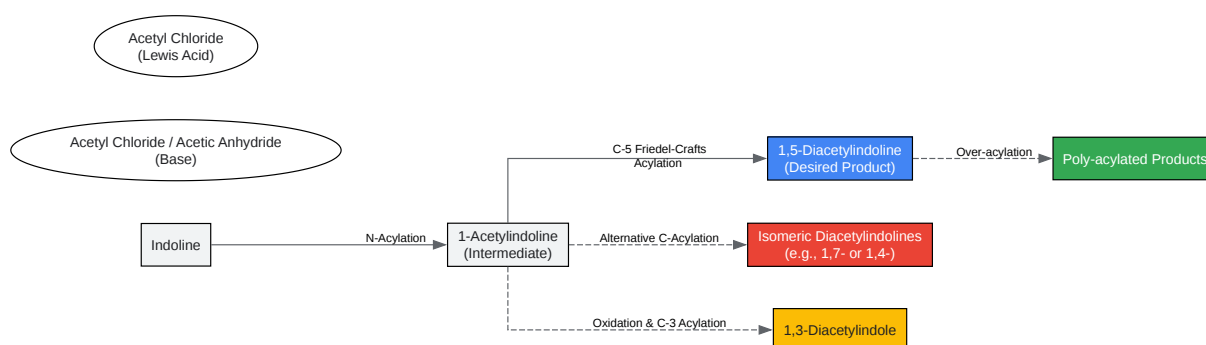 Acetyl Chloride
(Lewis Acid)
Acetyl Chloride / Acetic Anhydride
(Base)
C-5 Friedel-Crafts
Acylation
1,5-Diacetylindoline
(Desired Product)
Over-acylation
Poly-acylated Products
Indoline
N-Acylation
1-Acetylindoline
(Intermediate)
Alternative C-Acylation
Isomeric Diacetylindolines
(e.g., 1,7- or 1,4-)
Oxidation & C-3 Acylation
1,3-Diacetylindole